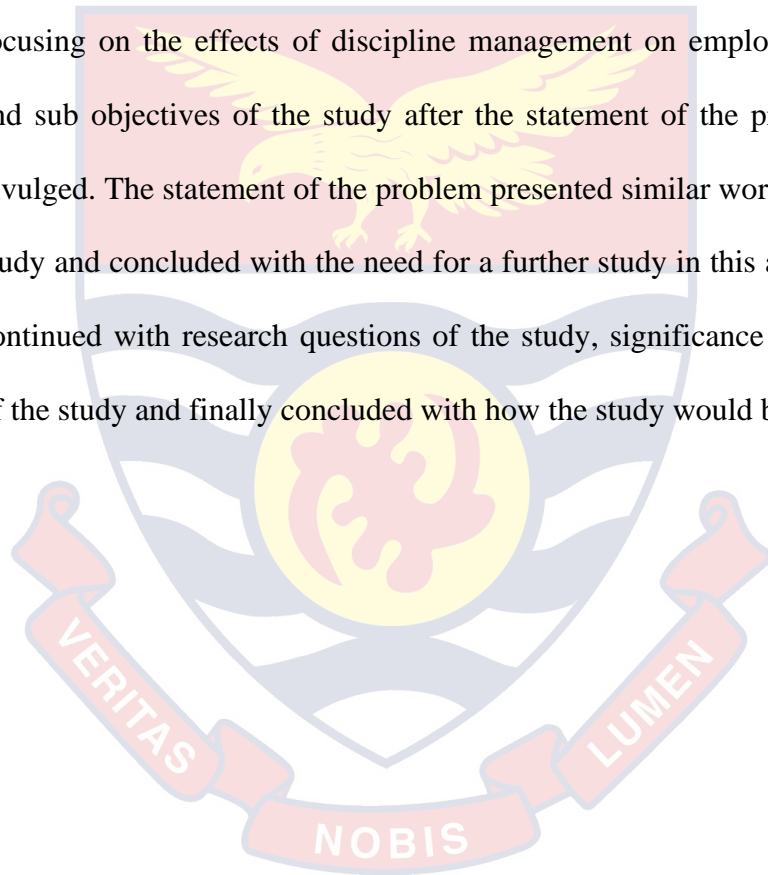 ocusing on the effects of discipline management on emplo
nd sub objectives of the study after the statement of the p
ivulged. The statement of the problem presented similar wor
udy and concluded with the need for a further study in this a
ontinued with research questions of the study, significance
f the study and finally concluded with how the study would b
VERITAS
NOBIS
LUMEN